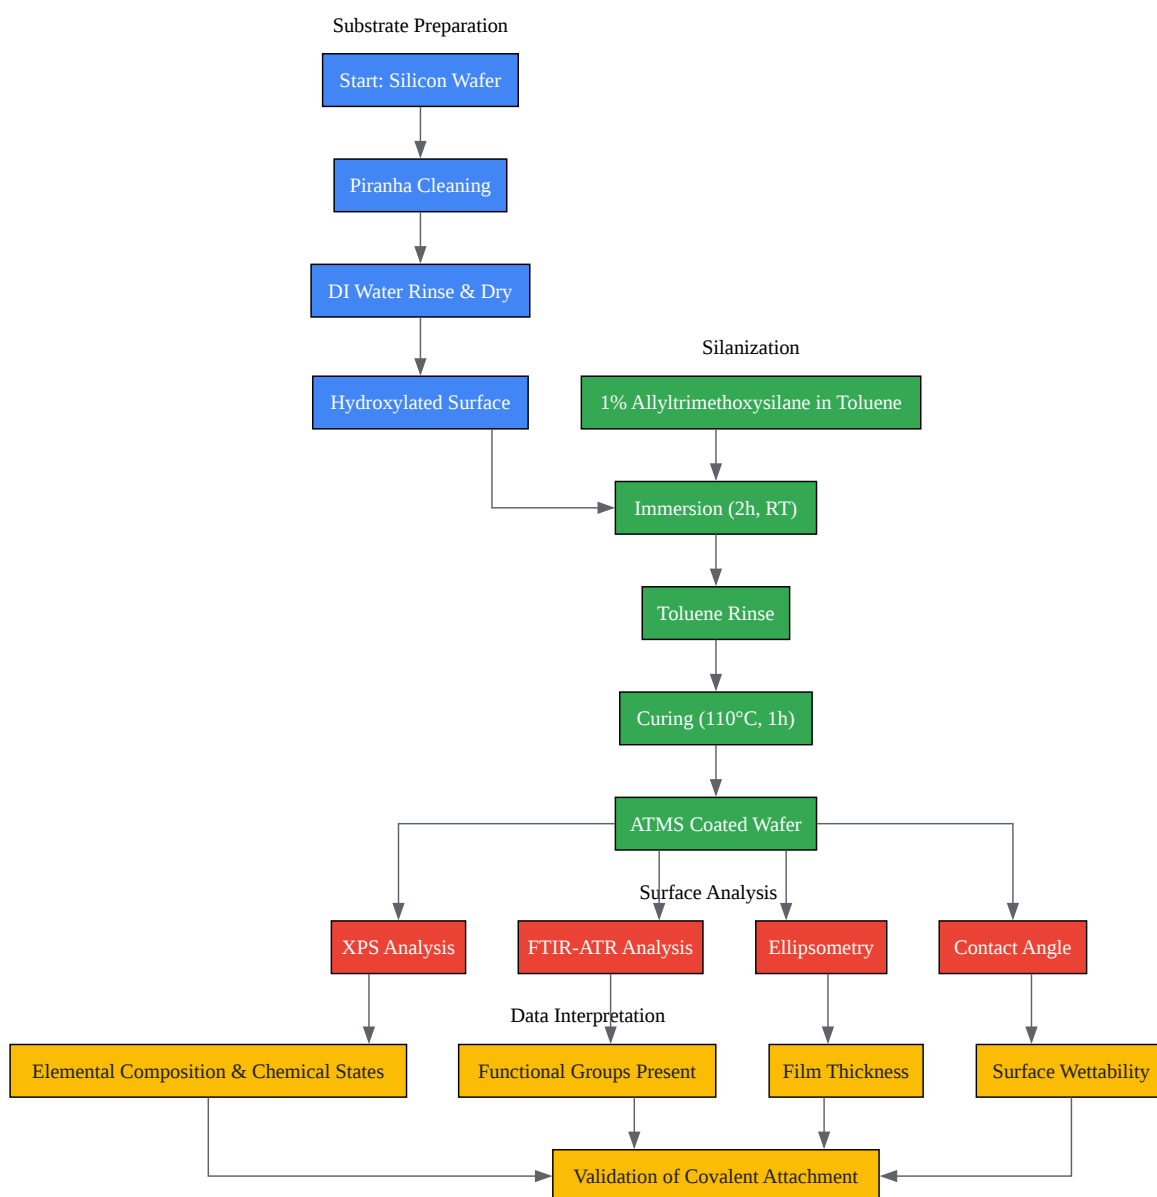 Substrate Preparation
Start: Silicon Wafer
Piranha Cleaning
DI Water Rinse & Dry
Silanization
Hydroxylated Surface
1% Allyltrimethoxysilane in Toluene
Immersion (2h, RT)
Toluene Rinse
Curing (110°C, 1h)
ATMS Coated Wafer
Surface Analysis
XPS Analysis
FTIR-ATR Analysis
Ellipsometry
Contact Angle
Data Interpretation
Elemental Composition & Chemical States
Functional Groups Present
Film Thickness
Surface Wettability
Validation of Covalent Attachment